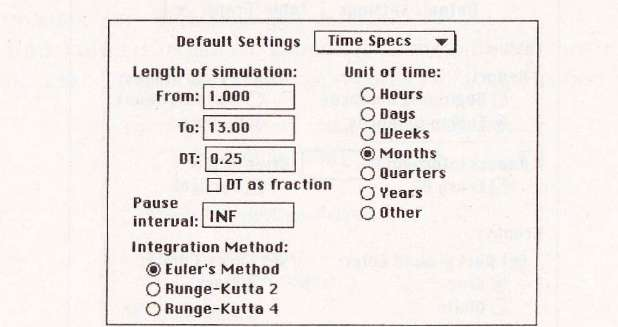 Default Settings Time Specs
Length of simulation:
From: 1.000
To: 13.00
DT: 0.25
DT as fraction
Pause
interval: INF
Integration Method:
Euler's Method
Runge-Kutta 2
Runge-Kutta 4
Unit of time:
Hours
Days
Weeks
Months
Quarters
Years
Other